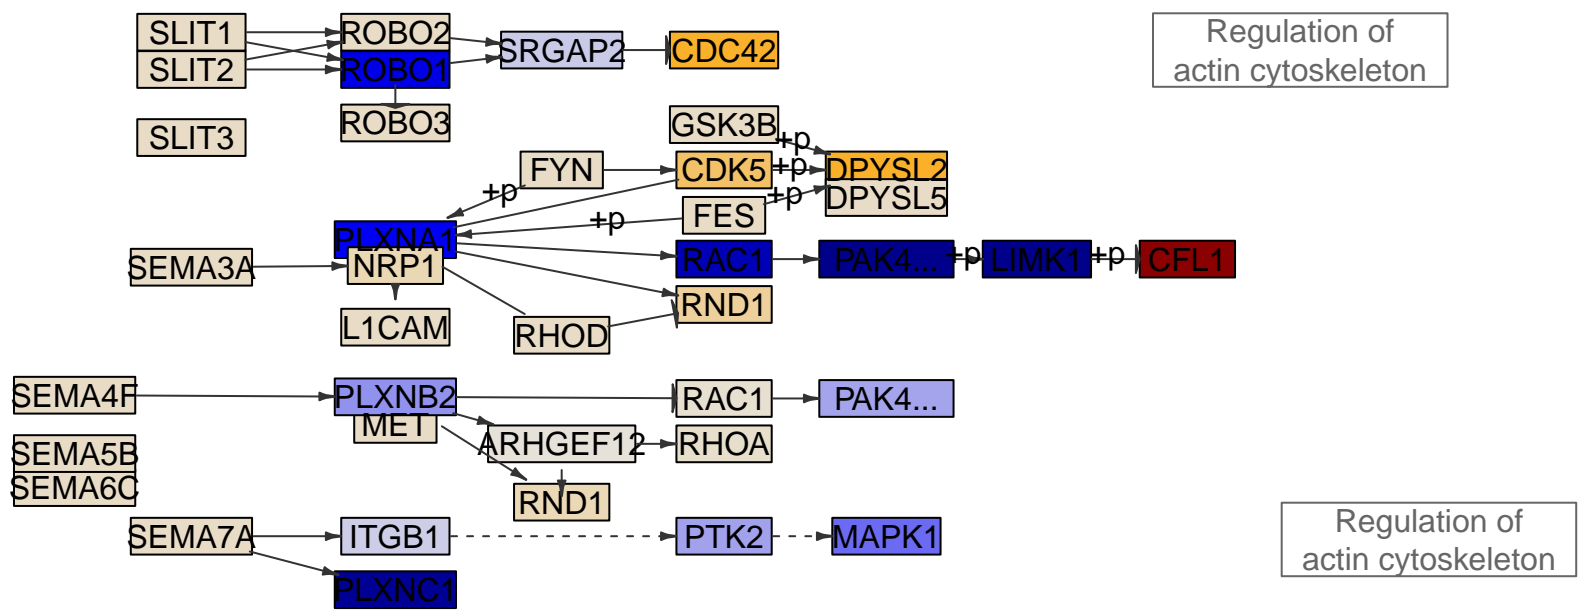 SLIT1
ROBO2
SRGAP2
CDC42
Regulation of
actin cytoskeleton
SLIT2
ROBO1
SLIT3
ROBO3
GSK3B
+p
FYN
CDK5
+p
DPYSL2
+p
FES
+p
DPYSL5
+p
PLXNA1
SEMA3A
NRP1
RAC1
PAK4...
+p
LIMK1
+p
CFL1
RND1
L1CAM
RHOD
SEMA4F
PLXNB2
RAC1
PAK4...
MET
ARHGEF12
RHOA
SEMA5B
SEMA6C
RND1
SEMA7A
ITGB1
PTK2
MAPK1
Regulation of
actin cytoskeleton
PLXNC1